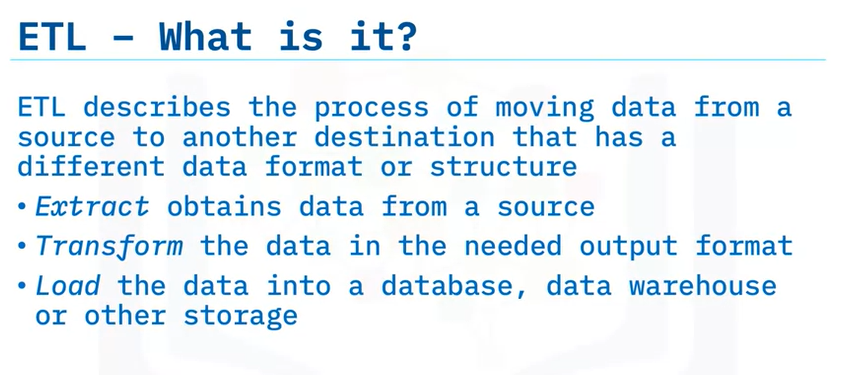 ETL – What is it?
ETL describes the process of moving data from a
source to another destination that has a
different data format or structure
• Extract obtains data from a source
• Transform the data in the needed output format
• Load the data into a database, data warehouse
or other storage